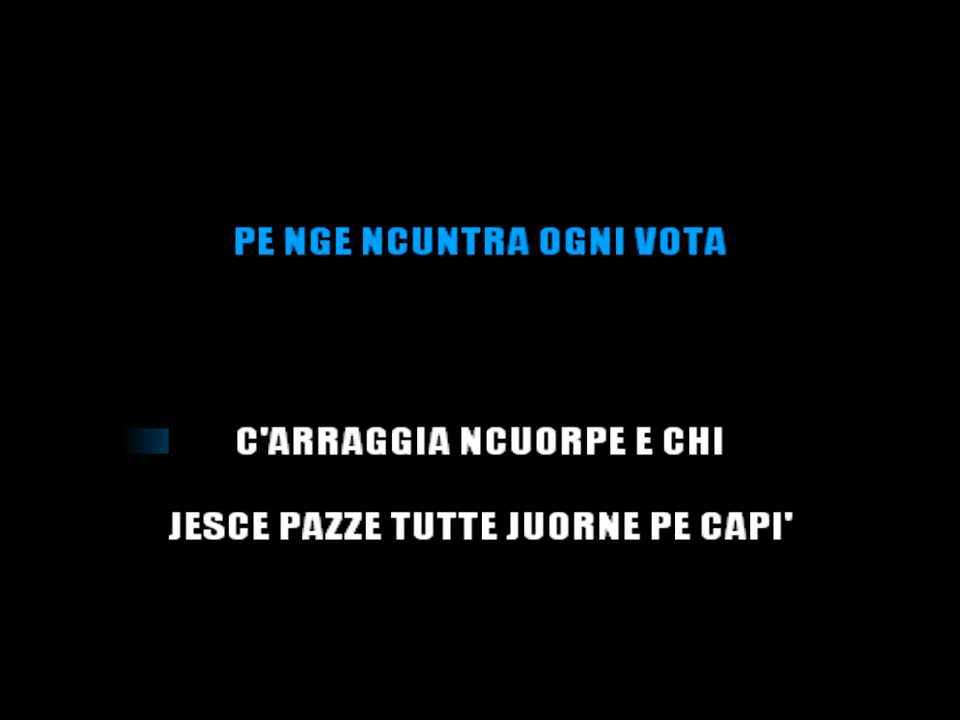 PE NGE NCUNTRA OGNI VOTA
C'ARRAGGIA NCUORPE E CHI
JESCE PAZZE TUTTE JUORNE PE CAPI'